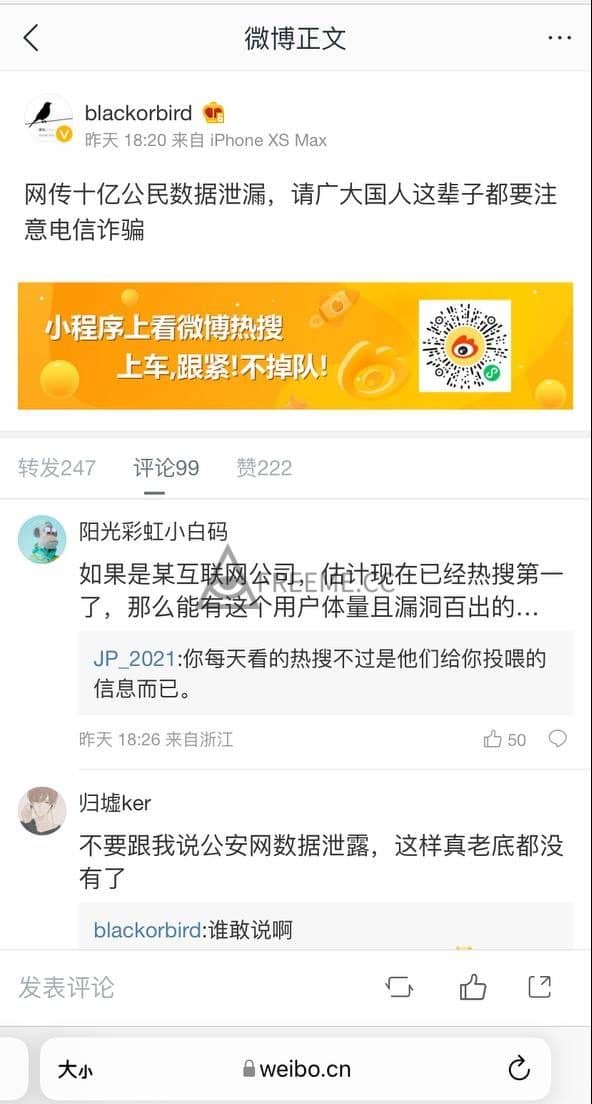 微博正文
blackorbird
昨天 18:20 来自 iPhone XS Max
网传十亿公民数据泄漏，请广大国人这辈子都要注
意电信诈骗
小程序上看微博热搜
上车,跟紧!不掉队!
转发247 评论99 赞222
阳光彩虹小白码
如果是某互联网公司，估计现在已经热搜第一
了，那么能有这个用户体量且漏洞百出的...
FREEME.CC
JP_2021:你每天看的热搜不过是他们给你投喂的
信息而已。
昨天 18:26 来自浙江 50
归墟ker
不要跟我说公安网数据泄露，这样真老底都没
有了
blackorbird:谁敢说啊
发表评论
大小 weibo.cn